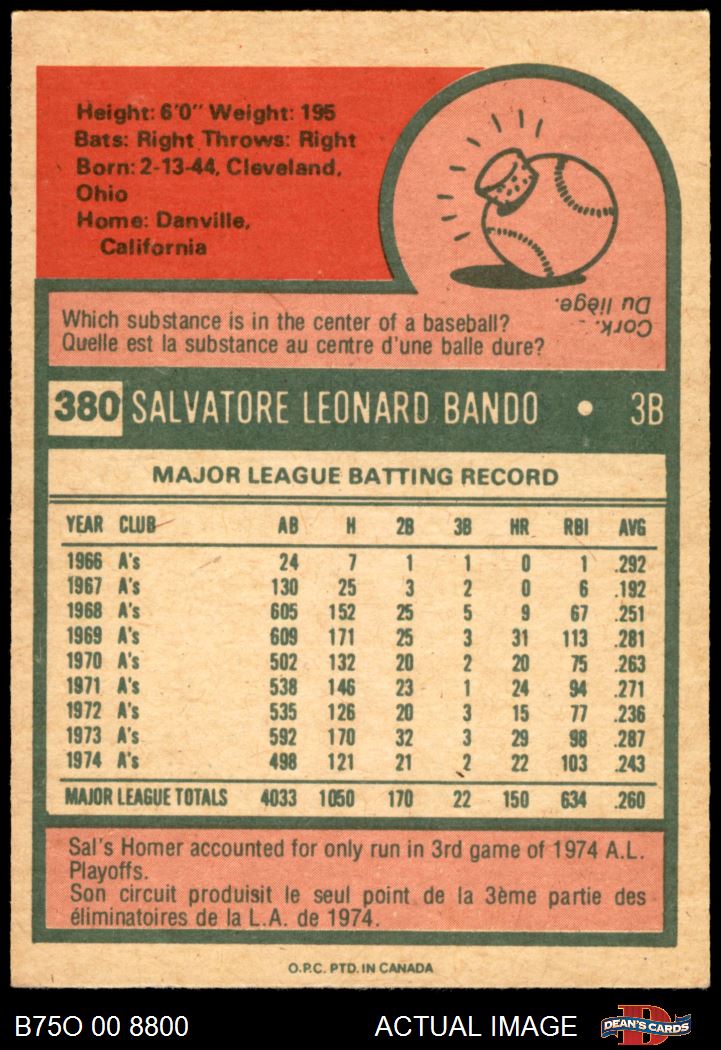 Height: 6'0" Weight: 195
Bats: Right Throws: Right
Born: 2-13-44, Cleveland,
Ohio
Home: Danville,
California
Which substance is in the center of a baseball?
Quelle est la substance au centre d'une balle dure?
Cork.
Du liège.
380 SALVATORE LEONARD BANDO • 3B
MAJOR LEAGUE BATTING RECORD
YEAR CLUB AB H 2B 3B HR RBI AVG
1966 A's 24 7 1 1 0 1 .292
1967 A's 130 25 3 2 0 6 .192
1968 A's 605 152 25 5 9 67 .251
1969 A's 609 171 25 3 31 113 .281
1970 A's 502 132 20 2 20 75 .263
1971 A's 538 146 23 1 24 94 .271
1972 A's 535 126 20 3 15 77 .236
1973 A's 592 170 32 3 29 98 .287
1974 A's 498 121 21 2 22 103 .243
MAJOR LEAGUE TOTALS 4033 1050 170 22 150 634 .260
Sal's Homer accounted for only run in 3rd game of 1974 A.L.
Playoffs.
Son circuit produisit le seul point de la 3ème partie des
éliminatoires de la L.A. de 1974.
O.P.C. PTD. IN CANADA
B75O 00 8800 ACTUAL IMAGE DEAN'S CARDS